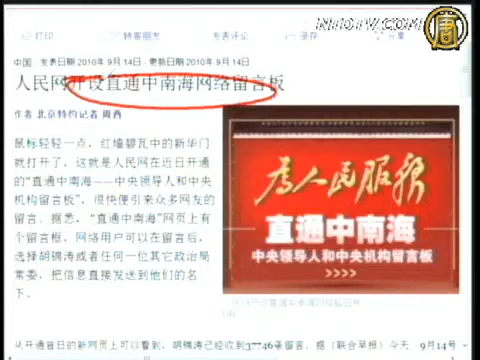 打印
转寄朋友
发表评论
中国 发表日期 2010年 9月 14日· 更新日期 2010年 9月 14日
人民网开设直通中南海网络留言板
作者 北京特约记者 周西
鼠标轻轻一点，红墙碧瓦中的新华门
就打开了，这就是人民网在近日开通
的“直通中南海——中央领导人和中央
机构留言板”，很快便引来众多网友的
留言。据悉，“直通中南海”网页上有
个留言框，网络用户可以在留言后，
选择胡锦涛或者任何一位其它政治局
常委，把信息直接发送到他们的名
下。
为人民服务
直通中南海
中央领导人和中央机构留言板
>>>>
从开通首日的新网页上可以看到，胡锦涛已经收到37746条留言。据《联合早报》今天 9月14号
唐